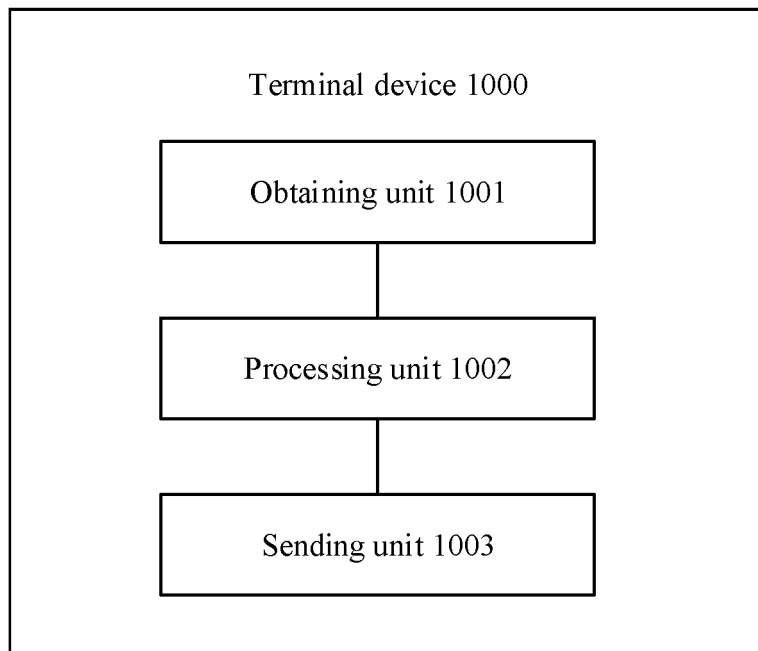 Terminal device 1000
Obtaining unit 1001
Processing unit 1002
Sending unit 1003